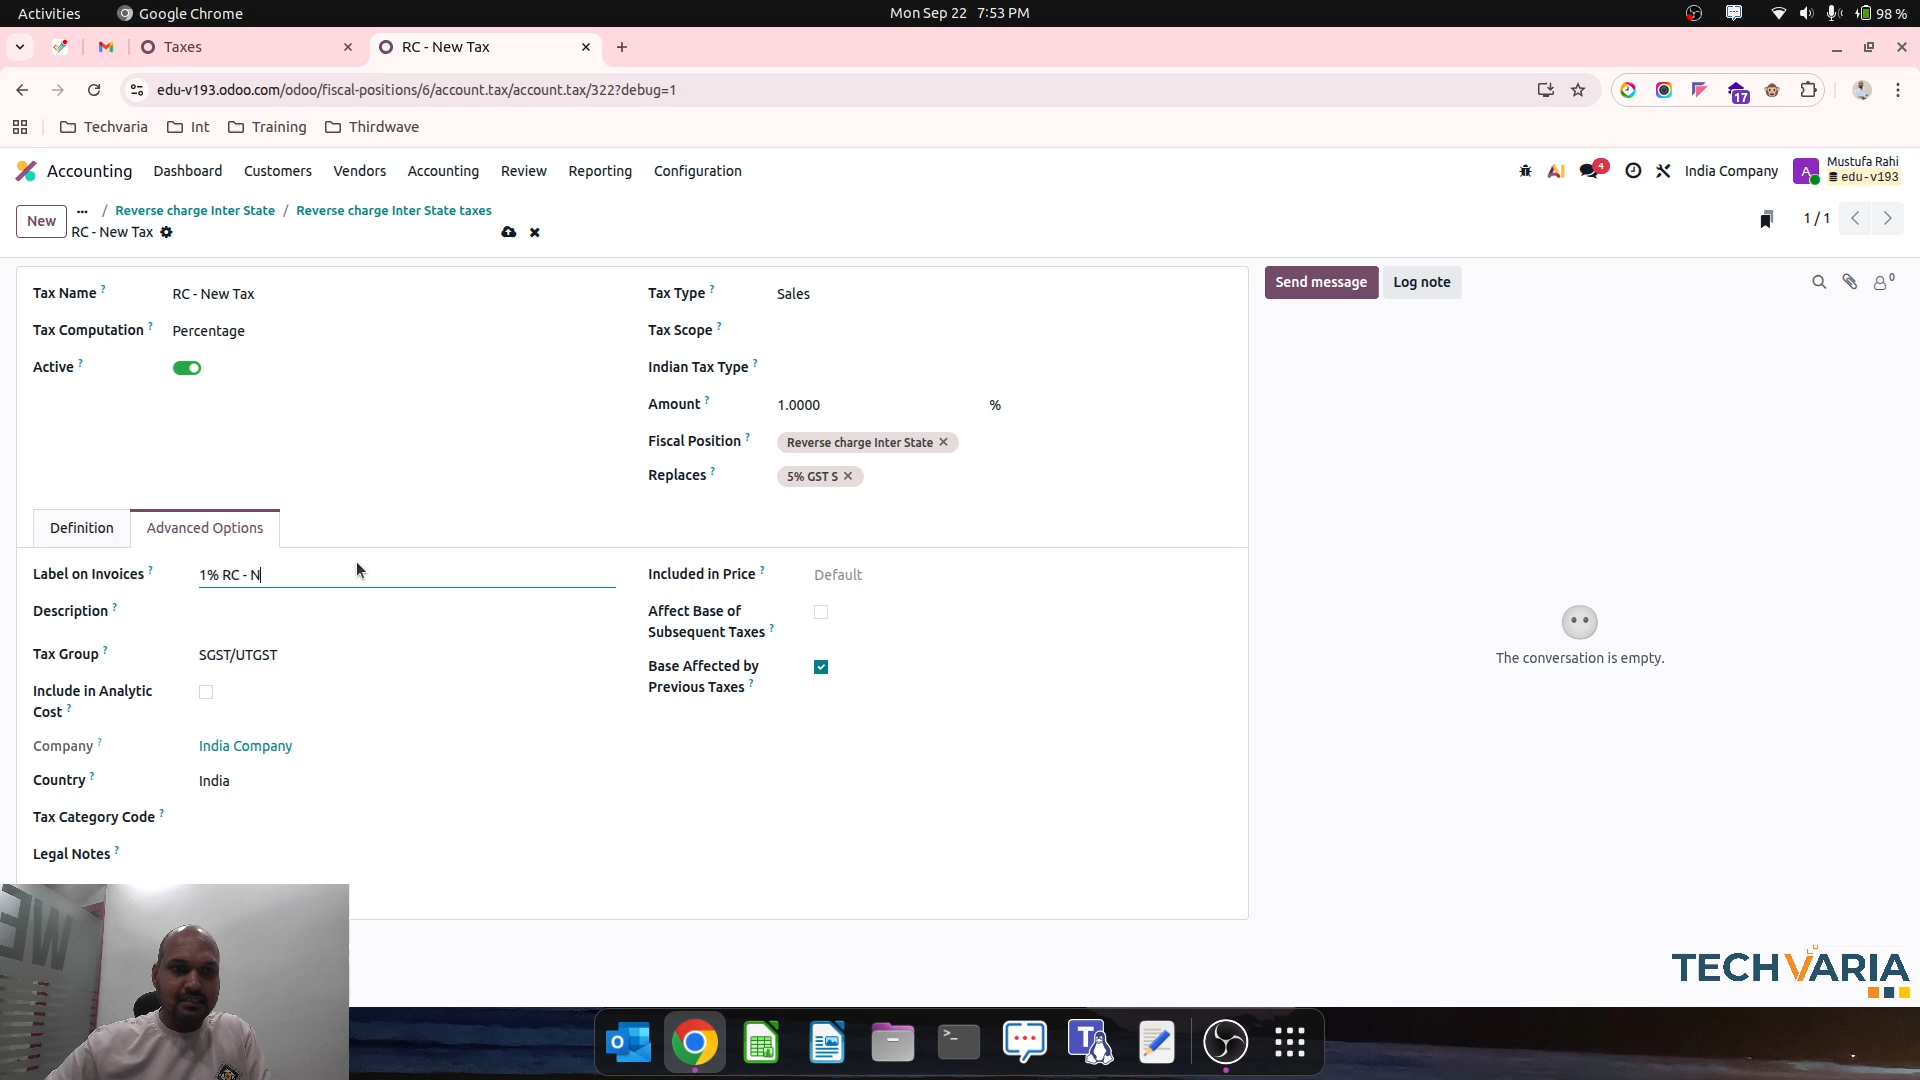 Activities Google Chrome Mon Sep 22 7:53 PM 98 %
Taxes RC - New Tax
edu-v193.odoo.com/odoo/fiscal-positions/6/account.tax/account.tax/322?debug=1 17
Techvaria Int Training Thirdwave
Accounting Dashboard Customers Vendors Accounting Review Reporting Configuration AI 4 India Company A Mustufa Rahi
edu-v193
New ... / Reverse charge Inter State / Reverse charge Inter State taxes
RC - New Tax 1 / 1
Tax Name ? RC - New Tax Tax Type ? Sales Send message Log note 0
Tax Computation ? Percentage Tax Scope ?
Active ? Indian Tax Type ?
Amount ? 1.0000 %
Fiscal Position ? Reverse charge Inter State
Replaces ? 5% GST S
Definition Advanced Options
Label on Invoices ? 1% RC - N Included in Price ? Default
Description ? Affect Base of
Subsequent Taxes ?
Tax Group ? SGST/UTGST Base Affected by
Previous Taxes ?
The conversation is empty.
Include in Analytic
Cost ?
Company ? India Company
Country ? India
Tax Category Code ?
Legal Notes ?
WE
TECHVARIA